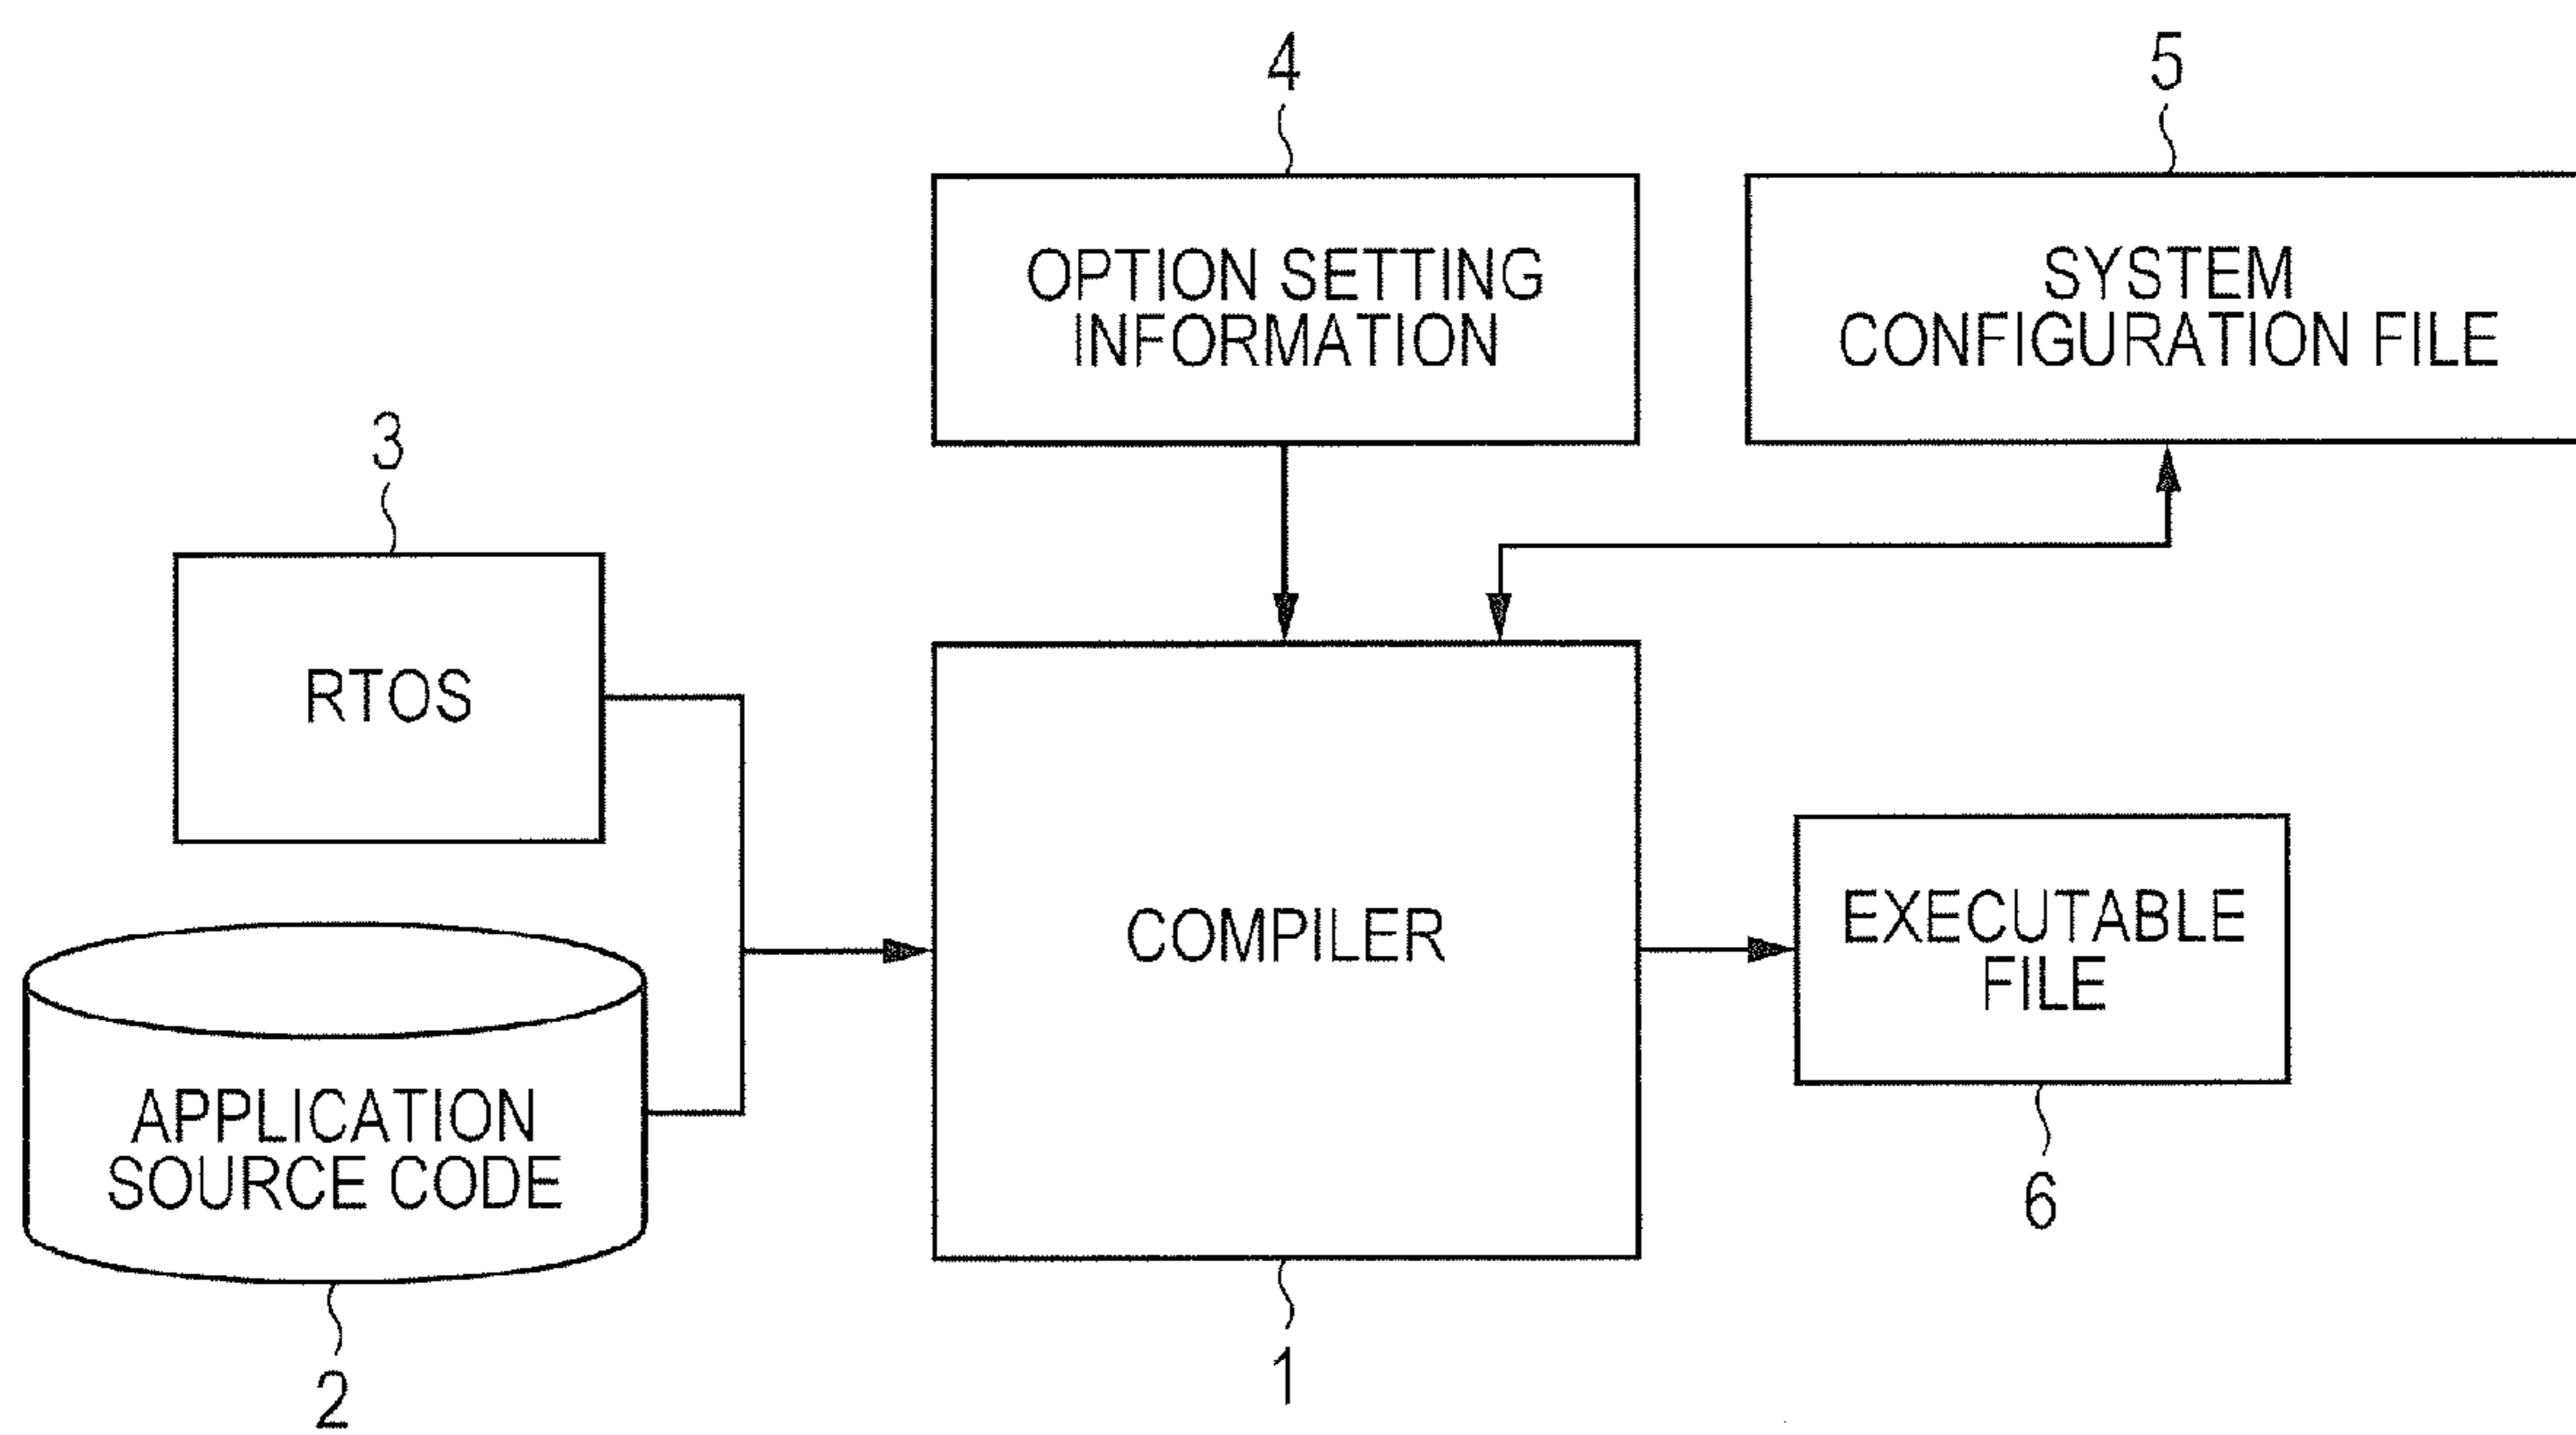 4
5
OPTION SETTING
INFORMATION
SYSTEM
CONFIGURATION FILE
3
RTOS
COMPILER
EXECUTABLE
FILE
APPLICATION
SOURCE CODE
6
1
2